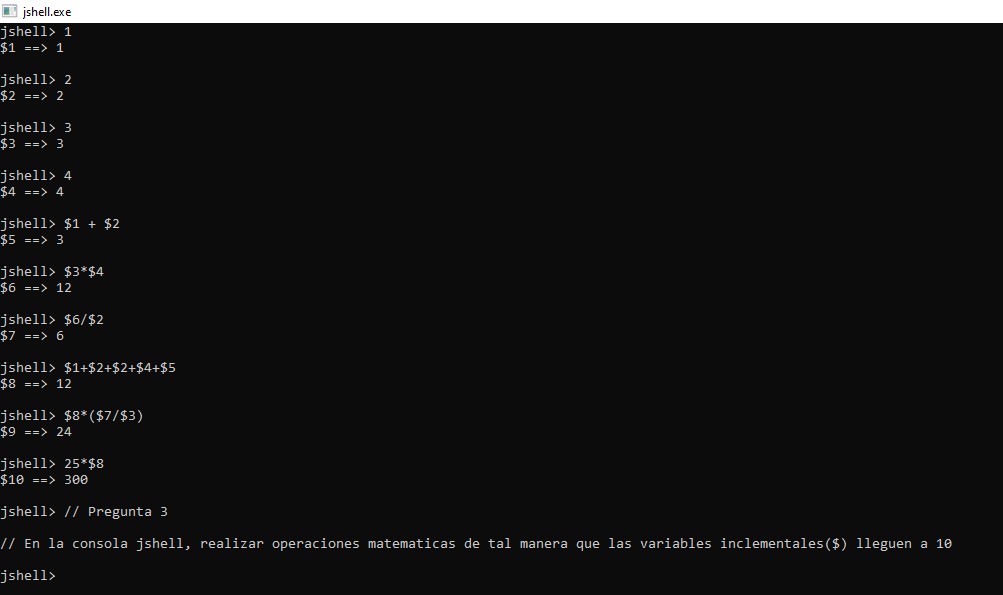 jshell.exe
jshell> 1
$1 ==> 1
jshell> 2
$2 ==> 2
jshell> 3
$3 ==> 3
jshell> 4
$4 ==> 4
jshell> $1 + $2
$5 ==> 3
jshell> $3*$4
$6 ==> 12
jshell> $6/$2
$7 ==> 6
jshell> $1+$2+$2+$4+$5
$8 ==> 12
jshell> $8*($7/$3)
$9 ==> 24
jshell> 25*$8
$10 ==> 300
jshell> // Pregunta 3
// En la consola jshell, realizar operaciones matematicas de tal manera que las variables inclementales($) lleguen a 10
jshell>